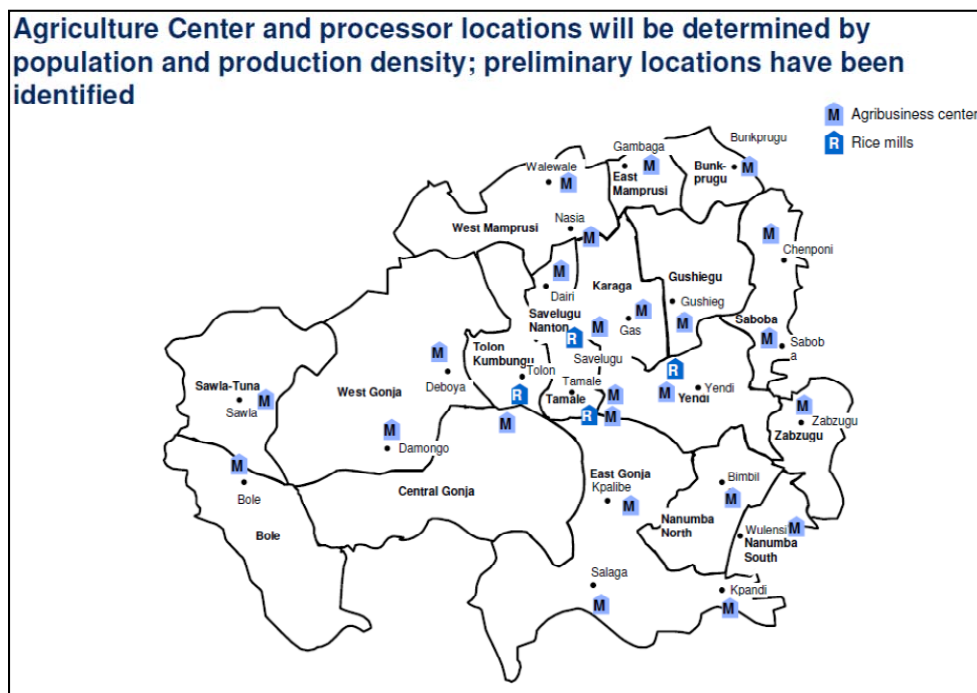 Agriculture Center and processor locations will be determined by
population and production density; preliminary locations have been
identified
M Agribusiness center
R Rice mills
Bunkprugu
Gambaga
M
Bunk-
prugu
M
Walewale
M
East
Mamprusi
West Mamprusi
Nasia
M
M
Chenponi
M
Dairi
Karaga
Gushiegu
Gushieg
Savelugu
Nanton
M
Gas
M
M
Saboba
R
M
Sabob
a
Tolon
Kumbungu
Savelugu
M
Deboya
Tolon
R
Tamale
Tamale
M
R
M
R
M
Yendi
Yendi
Sawla-Tuna
Sawla
M
West Gonja
M
Zabzugu
Zabzugu
M
Damongo
M
M
Bole
Bole
Central Gonja
East Gonja
Kpalibe
M
Bimbil
M
Nanumba
North
Wulensi
M
Nanumba
South
Salaga
M
Kpandi
M